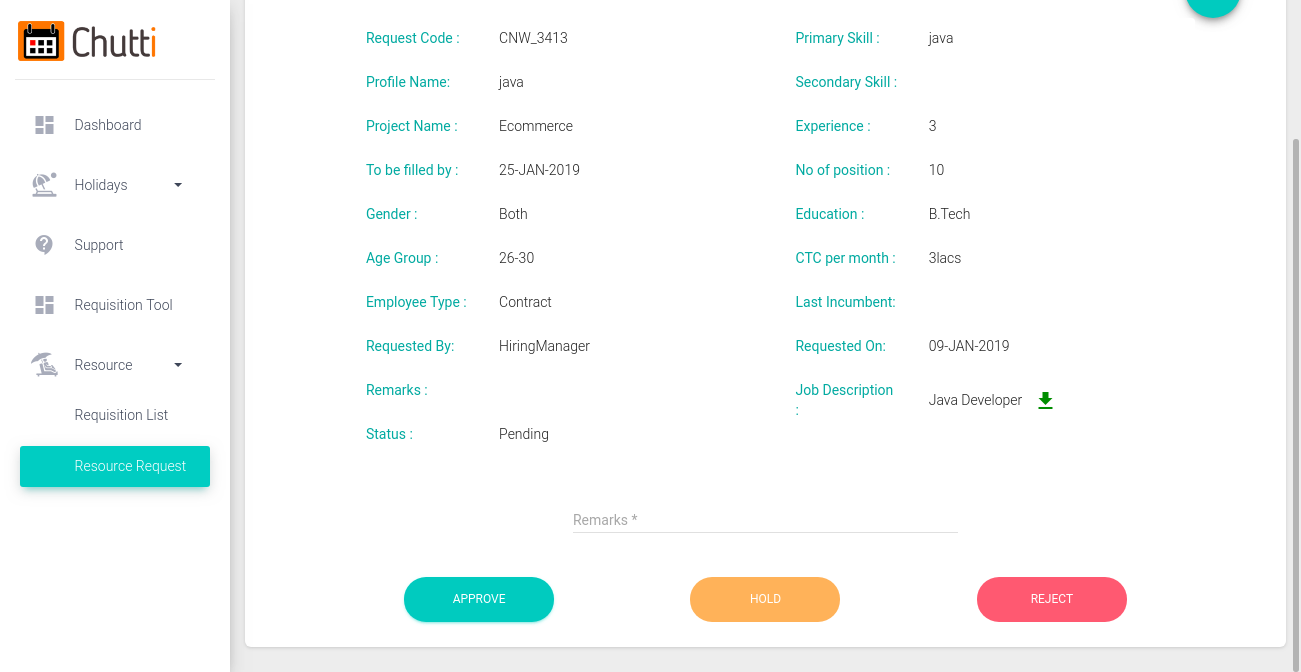 Chutti
Dashboard
Holidays
Support
Requisition Tool
Resource
Requisition List
Resource Request
Request Code : CNW_3413 Primary Skill : java
Profile Name: java Secondary Skill :
Project Name : Ecommerce Experience : 3
To be filled by : 25-JAN-2019 No of position : 10
Gender : Both Education : B.Tech
Age Group : 26-30 CTC per month : 3lacs
Employee Type : Contract Last Incumbent:
Requested By: HiringManager Requested On: 09-JAN-2019
Remarks : Job Description : Java Developer
Status : Pending
Remarks *
APPROVE HOLD REJECT